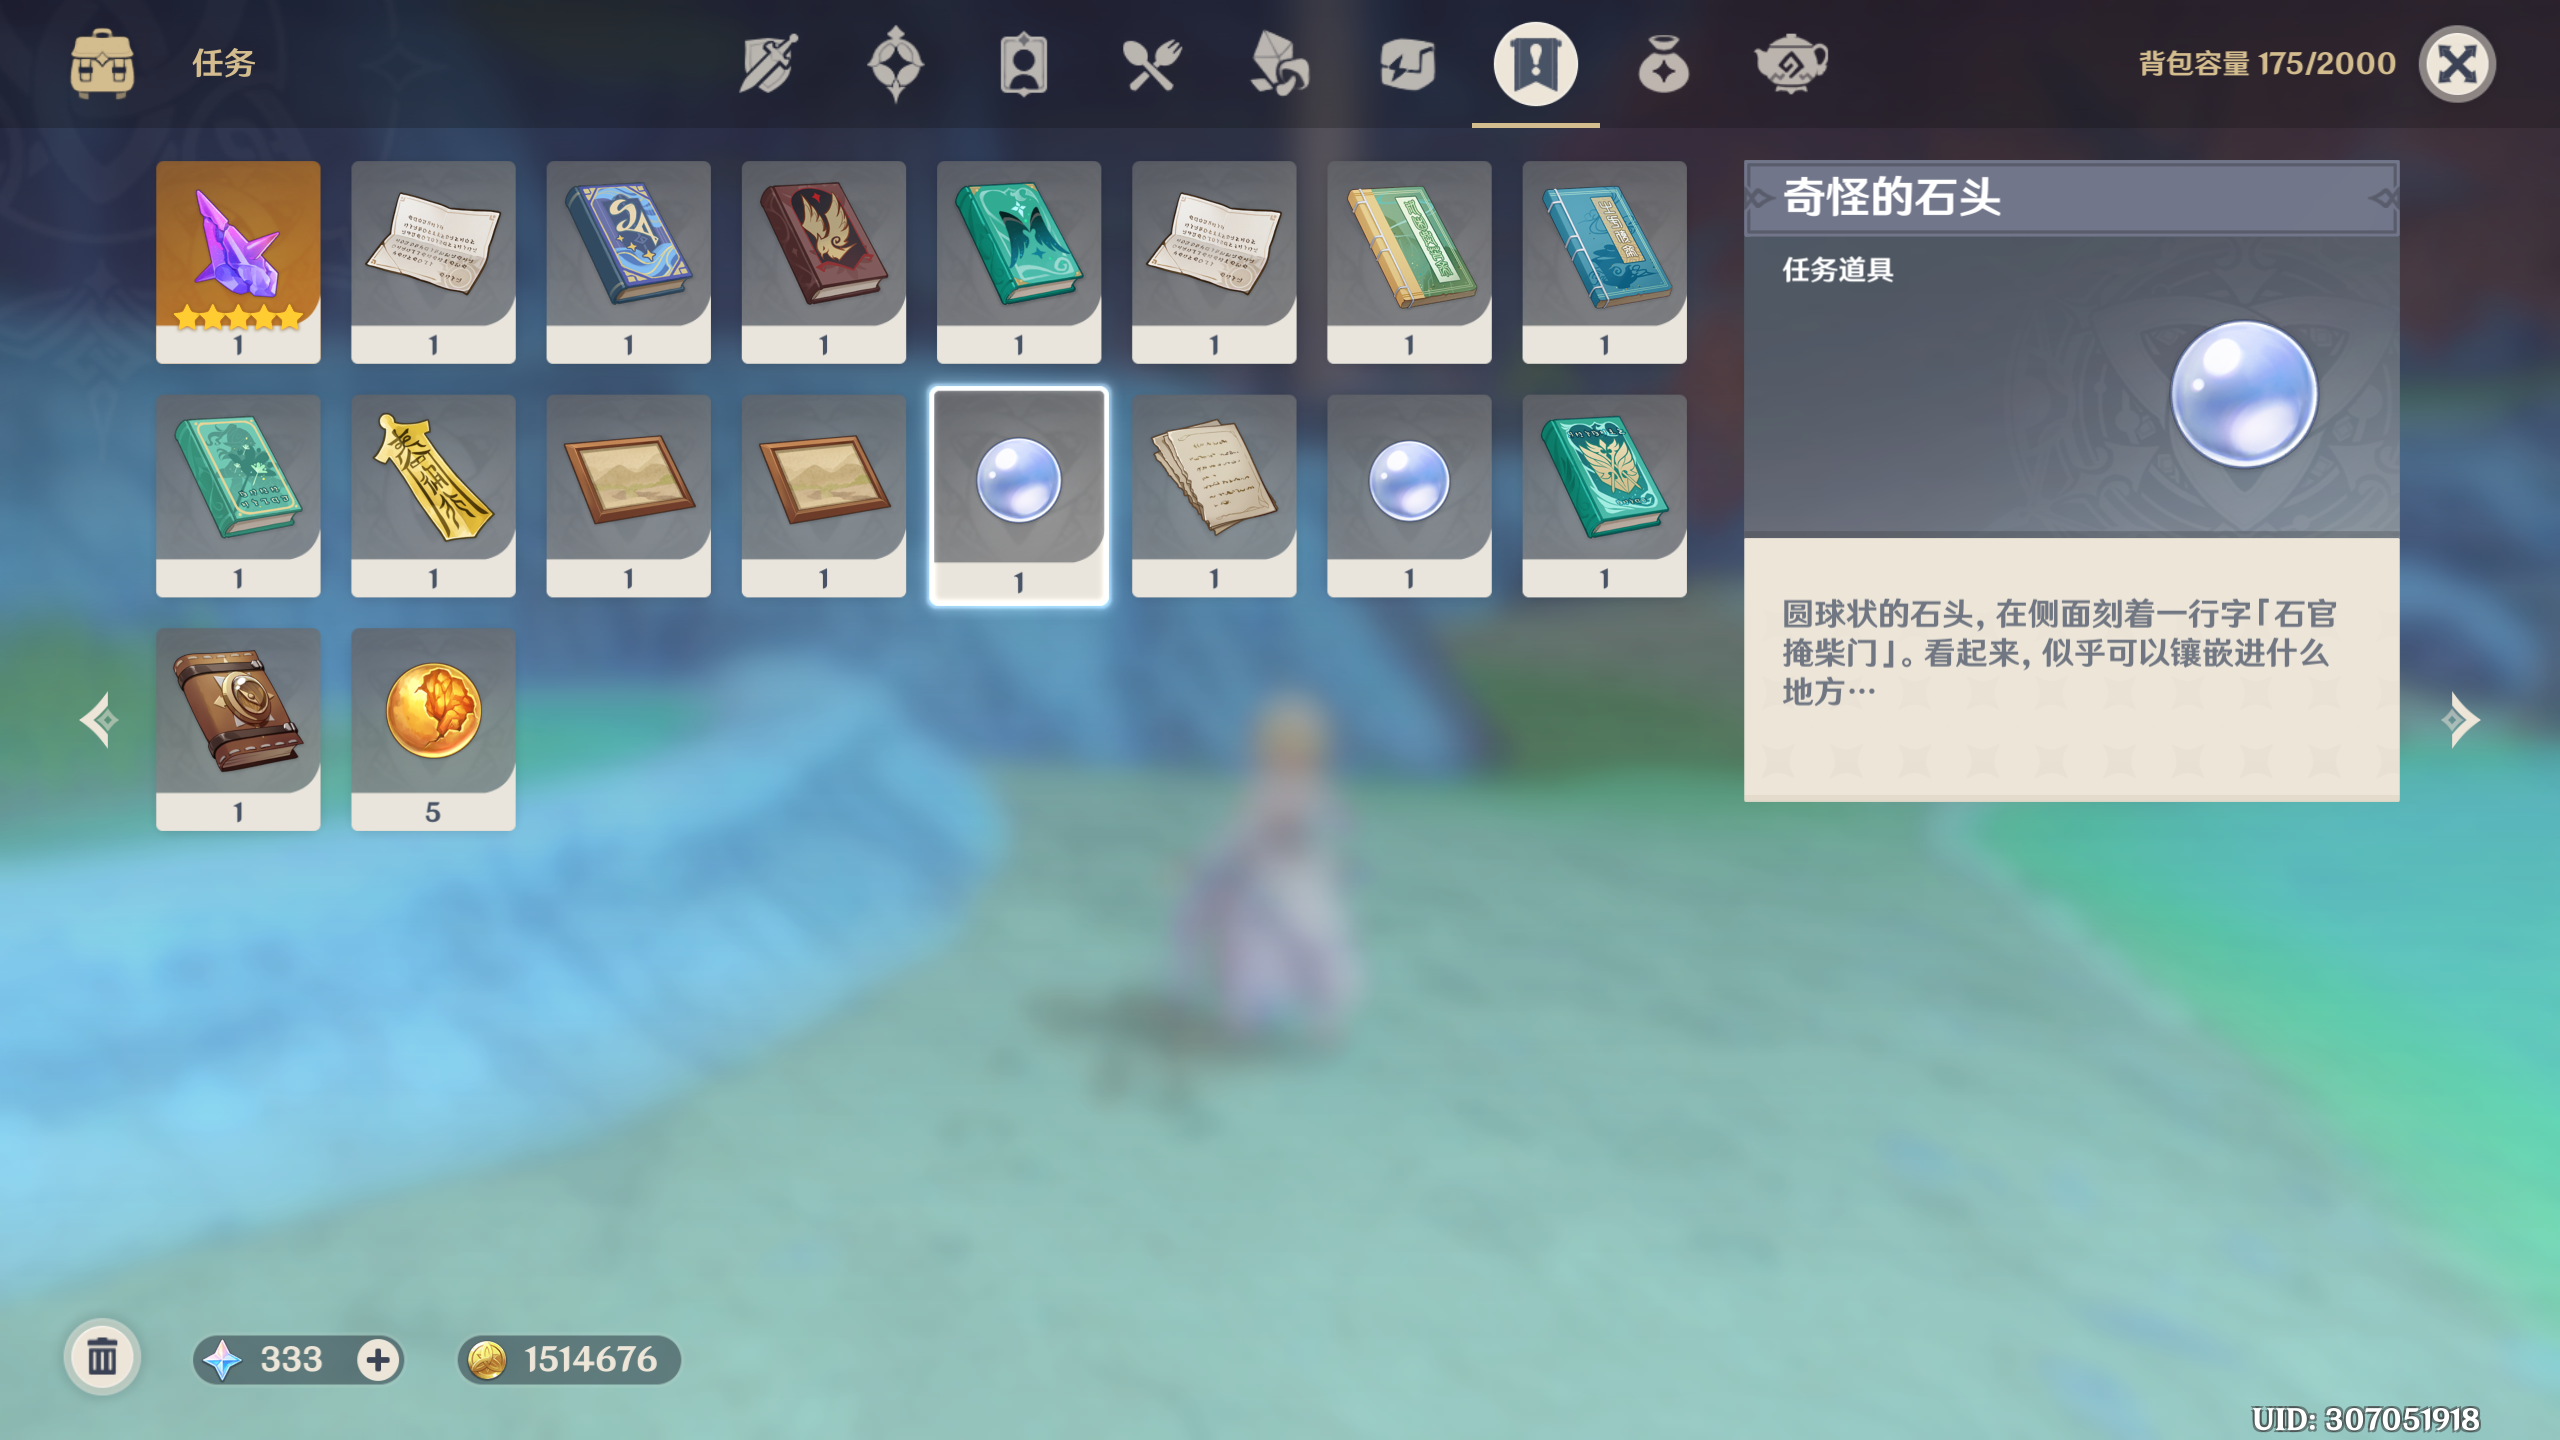 任务
背包容量 175/2000
1 1 1 1 1 1 1 1
1 1 1 1 1 1 1 1
1 5
奇怪的石头
任务道具
圆球状的石头，在侧面刻着一行字「石官
掩柴门」。看起来，似乎可以镶嵌进什么
地方…
333
1514676
UID: 307051918